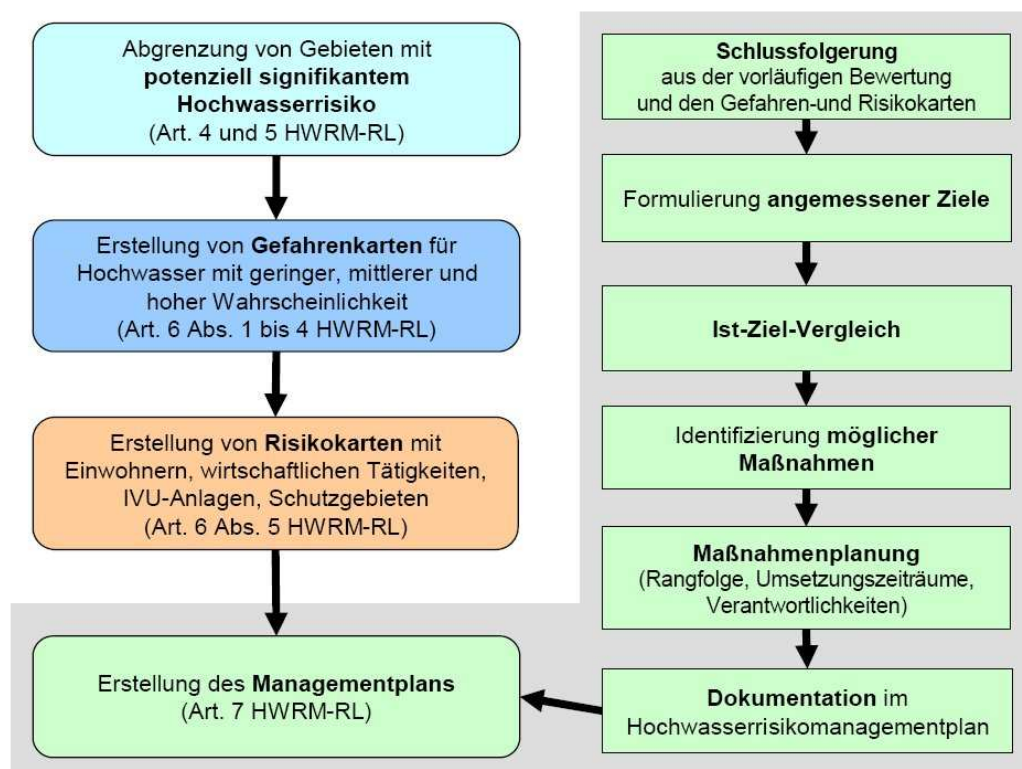 Abgrenzung von Gebieten mit
potenziell signifikantem
Hochwasserrisiko
(Art. 4 und 5 HWRM-RL)
Erstellung von Gefahrenkarten für
Hochwasser mit geringer, mittlerer und
hoher Wahrscheinlichkeit
(Art. 6 Abs. 1 bis 4 HWRM-RL)
Erstellung von Risikokarten mit
Einwohnern, wirtschaftlichen Tätigkeiten,
IVU-Anlagen, Schutzgebieten
(Art. 6 Abs. 5 HWRM-RL)
Erstellung des Managementplans
(Art. 7 HWRM-RL)
Schlussfolgerung
aus der vorläufigen Bewertung
und den Gefahren-und Risikokarten
Formulierung angemessener Ziele
Ist-Ziel-Vergleich
Identifizierung möglicher
Maßnahmen
Maßnahmenplanung
(Rangfolge, Umsetzungszeiträume,
Verantwortlichkeiten)
Dokumentation im
Hochwasserrisikomanagementplan